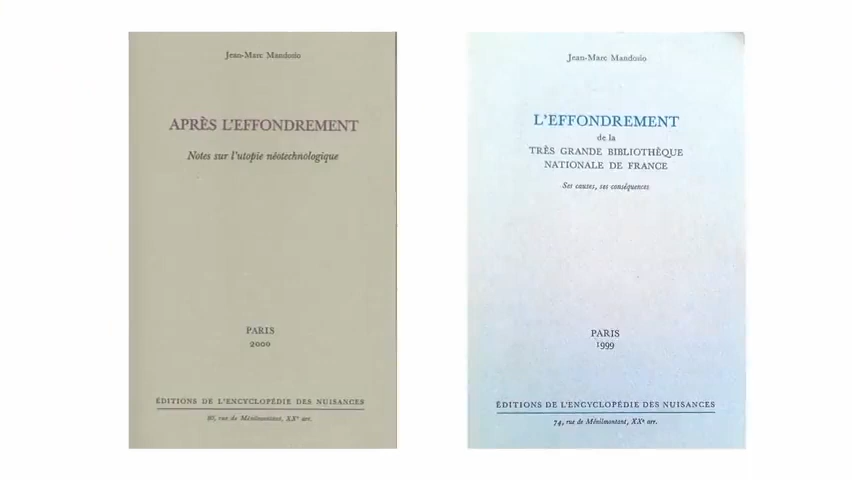 Jean-Marc Mandosio
APRÈS L'EFFONDREMENT
Notes sur l'utopie néotechnologique
PARIS
2000
ÉDITIONS DE L'ENCYCLOPÉDIE DES NUISANCES
80, rue de Ménilmontant, XXᵉ arr.
Jean-Marc Mandosio
L'EFFONDREMENT
de la
TRÈS GRANDE BIBLIOTHÈQUE
NATIONALE DE FRANCE
Ses causes, ses conséquences
PARIS
1999
ÉDITIONS DE L'ENCYCLOPÉDIE DES NUISANCES
74, rue de Ménilmontant, XXᵉ arr.